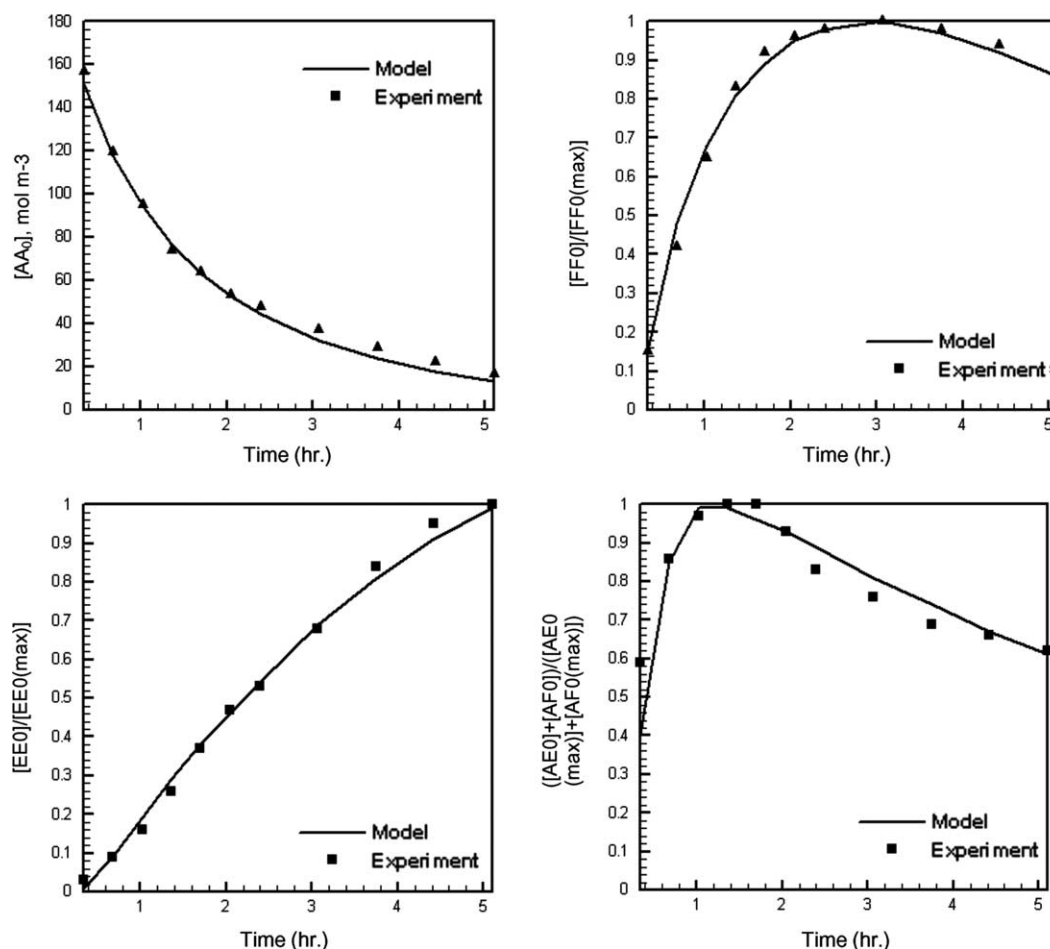 180
160
140
120
100
80
60
40
20
0
[AA₀], mol m-3
Model
Experiment
1 2 3 4 5
Time (hr.)
1
0.9
0.8
0.7
0.6
0.5
0.4
0.3
0.2
0.1
0
[FF0]/[FF0(max)]
Model
Experiment
1 2 3 4 5
Time (hr.)
1
0.9
0.8
0.7
0.6
0.5
0.4
0.3
0.2
0.1
0
[EE0]/[EE0(max)]
Model
Experiment
1 2 3 4 5
Time (hr.)
1
0.9
0.8
0.7
0.6
0.5
0.4
0.3
0.2
0.1
0
([AE0]+[AF0])/([AE0
(max)]+[AF0(max)])
Model
Experiment
1 2 3 4 5
Time (hr.)